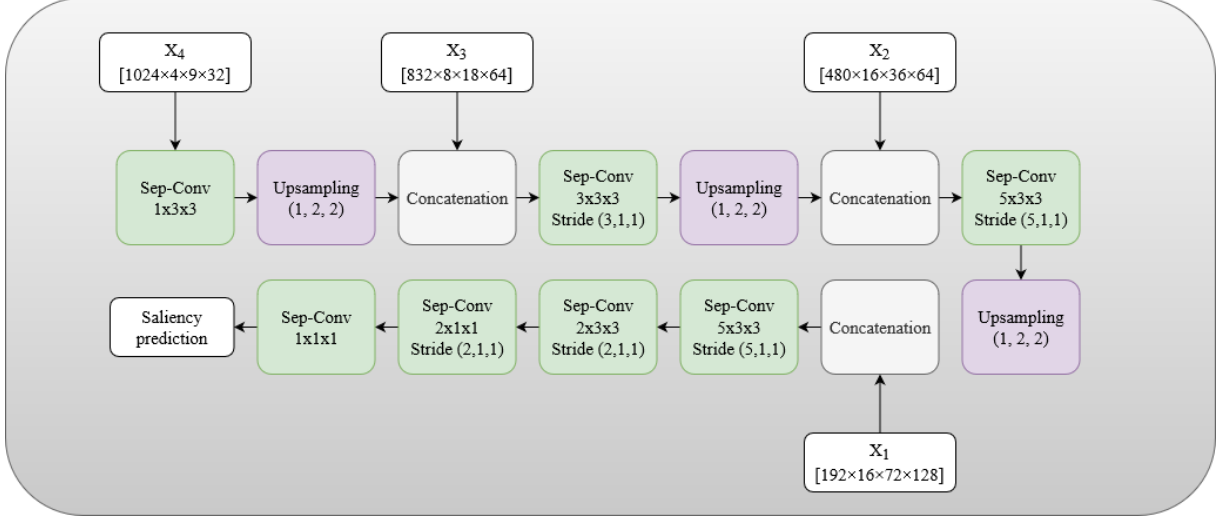 X₄
[1024×4×9×32]
X₃
[832×8×18×64]
X₂
[480×16×36×64]
Sep-Conv
1x3x3
Upsampling
(1, 2, 2)
Concatenation
Sep-Conv
3x3x3
Stride (3,1,1)
Upsampling
(1, 2, 2)
Concatenation
Sep-Conv
5x3x3
Stride (5,1,1)
Saliency
prediction
Sep-Conv
1x1x1
Sep-Conv
2x1x1
Stride (2,1,1)
Sep-Conv
2x3x3
Stride (2,1,1)
Sep-Conv
5x3x3
Stride (5,1,1)
Concatenation
Upsampling
(1, 2, 2)
X₁
[192×16×72×128]